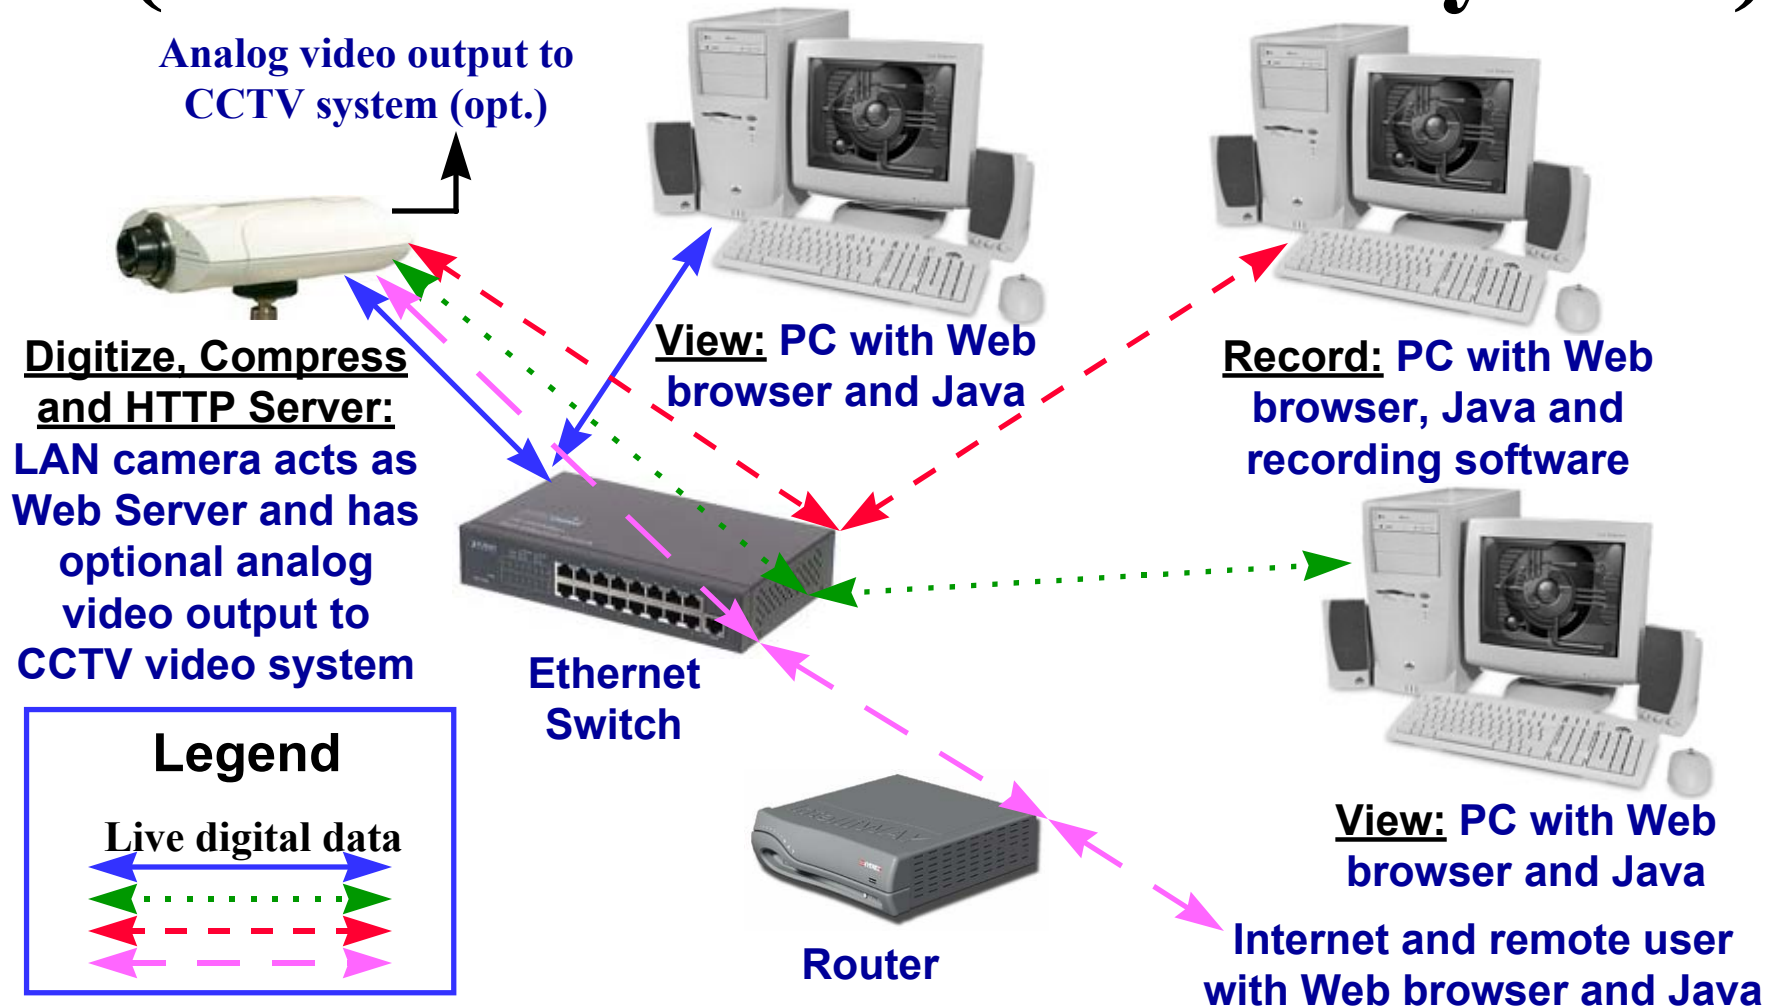 Analog video output to
CCTV system (opt.)
Digitize, Compress
and HTTP Server:
LAN camera acts as
Web Server and has
optional analog
video output to
CCTV video system
View: PC with Web
browser and Java
Record: PC with Web
browser, Java and
recording software
Ethernet
Switch
View: PC with Web
browser and Java
Legend
Live digital data
Router
Internet and remote user
with Web browser and Java